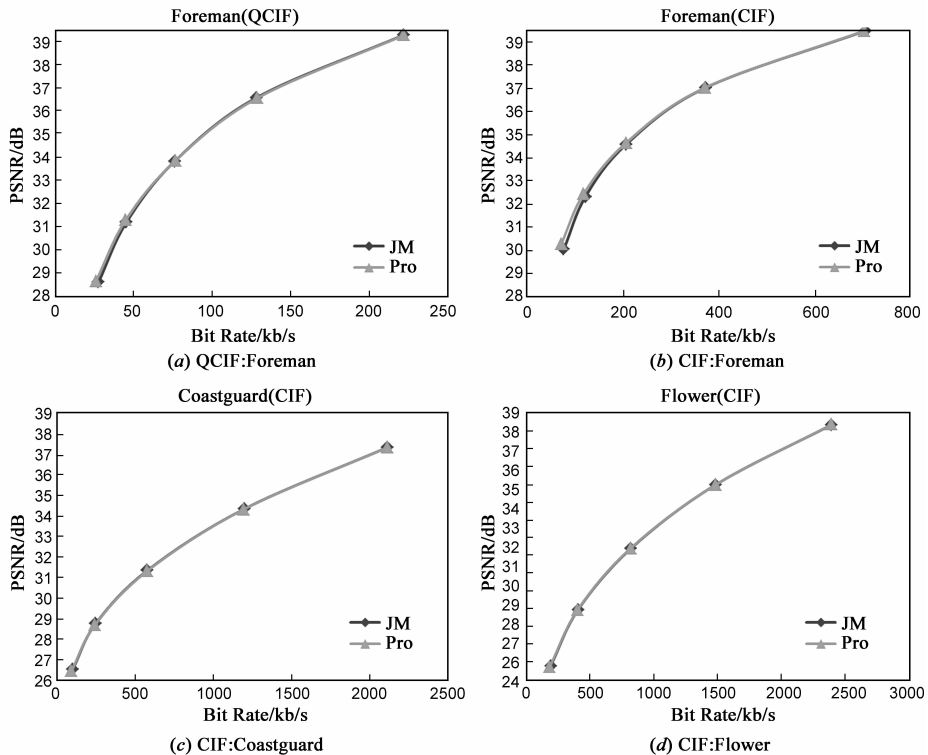 Foreman(QCIF)
39
38
37
36
35
34
33
32
31
30
29
28
PSNR/dB
JM
Pro
0 50 100 150 200 250
Bit Rate/kb/s
(a) QCIF:Foreman
Foreman(CIF)
39
38
37
36
35
34
33
32
31
30
29
28
PSNR/dB
JM
Pro
0 200 400 600 800
Bit Rate/kb/s
(b) CIF:Foreman
Coastguard(CIF)
39
38
37
36
35
34
33
32
31
30
29
28
27
26
PSNR/dB
JM
Pro
0 500 1000 1500 2000 2500
Bit Rate/kb/s
(c) CIF:Coastguard
Flower(CIF)
39
38
37
36
35
33
33
32
31
30
29
28
27
26
24
PSNR/dB
JM
Pro
0 500 1000 1500 2000 2500 3000
Bit Rate/kb/s
(d) CIF:Flower